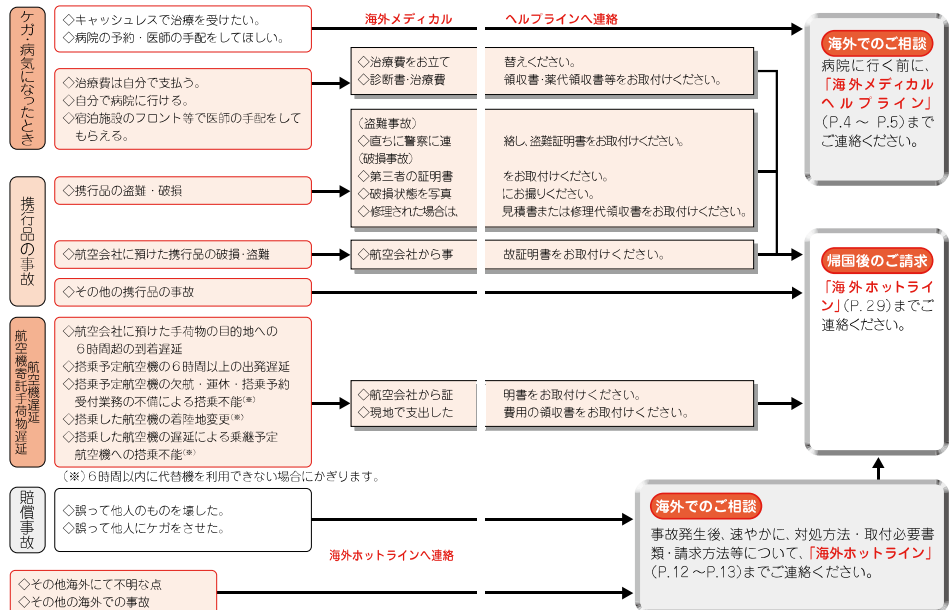 ケガ・病気になったとき
◇キャッシュレスで治療を受けたい。
◇病院の予約・医師の手配をしてほしい。
海外メディカル ヘルプラインへ連絡
◇治療費は自分で支払う。
◇自分で病院に行ける。
◇宿泊施設のフロント等で医師の手配をして
もらえる。
◇治療費をお立て 替えください。
◇診断書・治療費 領収書・薬代領収書等をお取付けください。
海外でのご相談
病院に行く前に、
「海外メディカル
ヘルプライン」
(P.4 ~ P.5)まで
ご連絡ください。
携行品の事故
◇携行品の盗難・破損
(盗難事故)
◇直ちに警察に連 絡し、盗難証明書をお取付けください。
(破損事故)
◇第三者の証明書 をお取付けください。
◇破損状態を写真 にお撮りください。
◇修理された場合は、 見積書または修理代領収書をお取付けください。
◇航空会社に預けた携行品の破損・盗難
◇航空会社から事 故証明書をお取付けください。
◇その他の携行品の事故
帰国後のご請求
「海外ホットライ
ン」(P.29)までご
連絡ください。
航空機遅延
航空機寄託手荷物遅延
◇航空会社に預けた手荷物の目的地への
6時間超の到着遅延
◇搭乗予定航空機の6時間以上の出発遅延
◇搭乗予定航空機の欠航・運休・搭乗予約
受付業務の不備による搭乗不能(※)
◇搭乗した航空機の着陸地変更(※)
◇搭乗した航空機の遅延による乗継予定
航空機への搭乗不能(※)
◇航空会社から証 明書をお取付けください。
◇現地で支出した 費用の領収書をお取付けください。
(※)6時間以内に代替機を利用できない場合にかぎります。
賠償事故
◇誤って他人のものを壊した。
◇誤って他人にケガをさせた。
海外ホットラインへ連絡
海外でのご相談
事故発生後、速やかに、対処方法・取付必要書
類・請求方法等について、「海外ホットライン」
(P.12 ~P.13)までご連絡ください。
◇その他海外にて不明な点
◇その他の海外での事故